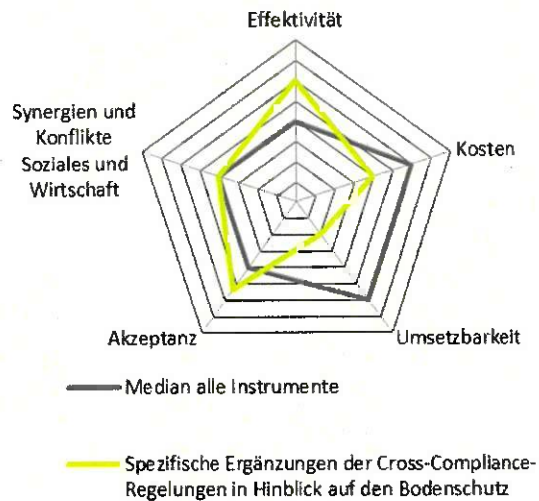 Effektivität
Synergien und
Konflikte
Soziales und
Wirtschaft
Kosten
Akzeptanz
Umsetzbarkeit
Median alle Instrumente
Spezifische Ergänzungen der Cross-Compliance-
Regelungen in Hinblick auf den Bodenschutz